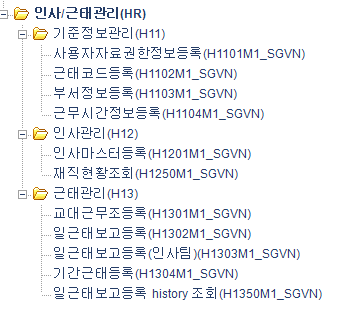 인사/근태관리(HR)
기준정보관리(H11)
사용자자료권한정보등록(H1101M1_SGVN)
근태코드등록(H1102M1_SGVN)
부서정보등록(H1103M1_SGVN)
근무시간정보등록(H1104M1_SGVN)
인사관리(H12)
인사마스터등록(H1201M1_SGVN)
재직현황조회(H1250M1_SGVN)
근태관리(H13)
교대근무조등록(H1301M1_SGVN)
일근태보고등록(H1302M1_SGVN)
일근태보고등록(인사팀)(H1303M1_SGVN)
기간근태등록(H1304M1_SGVN)
일근태보고등록 history 조회(H1350M1_SGVN)